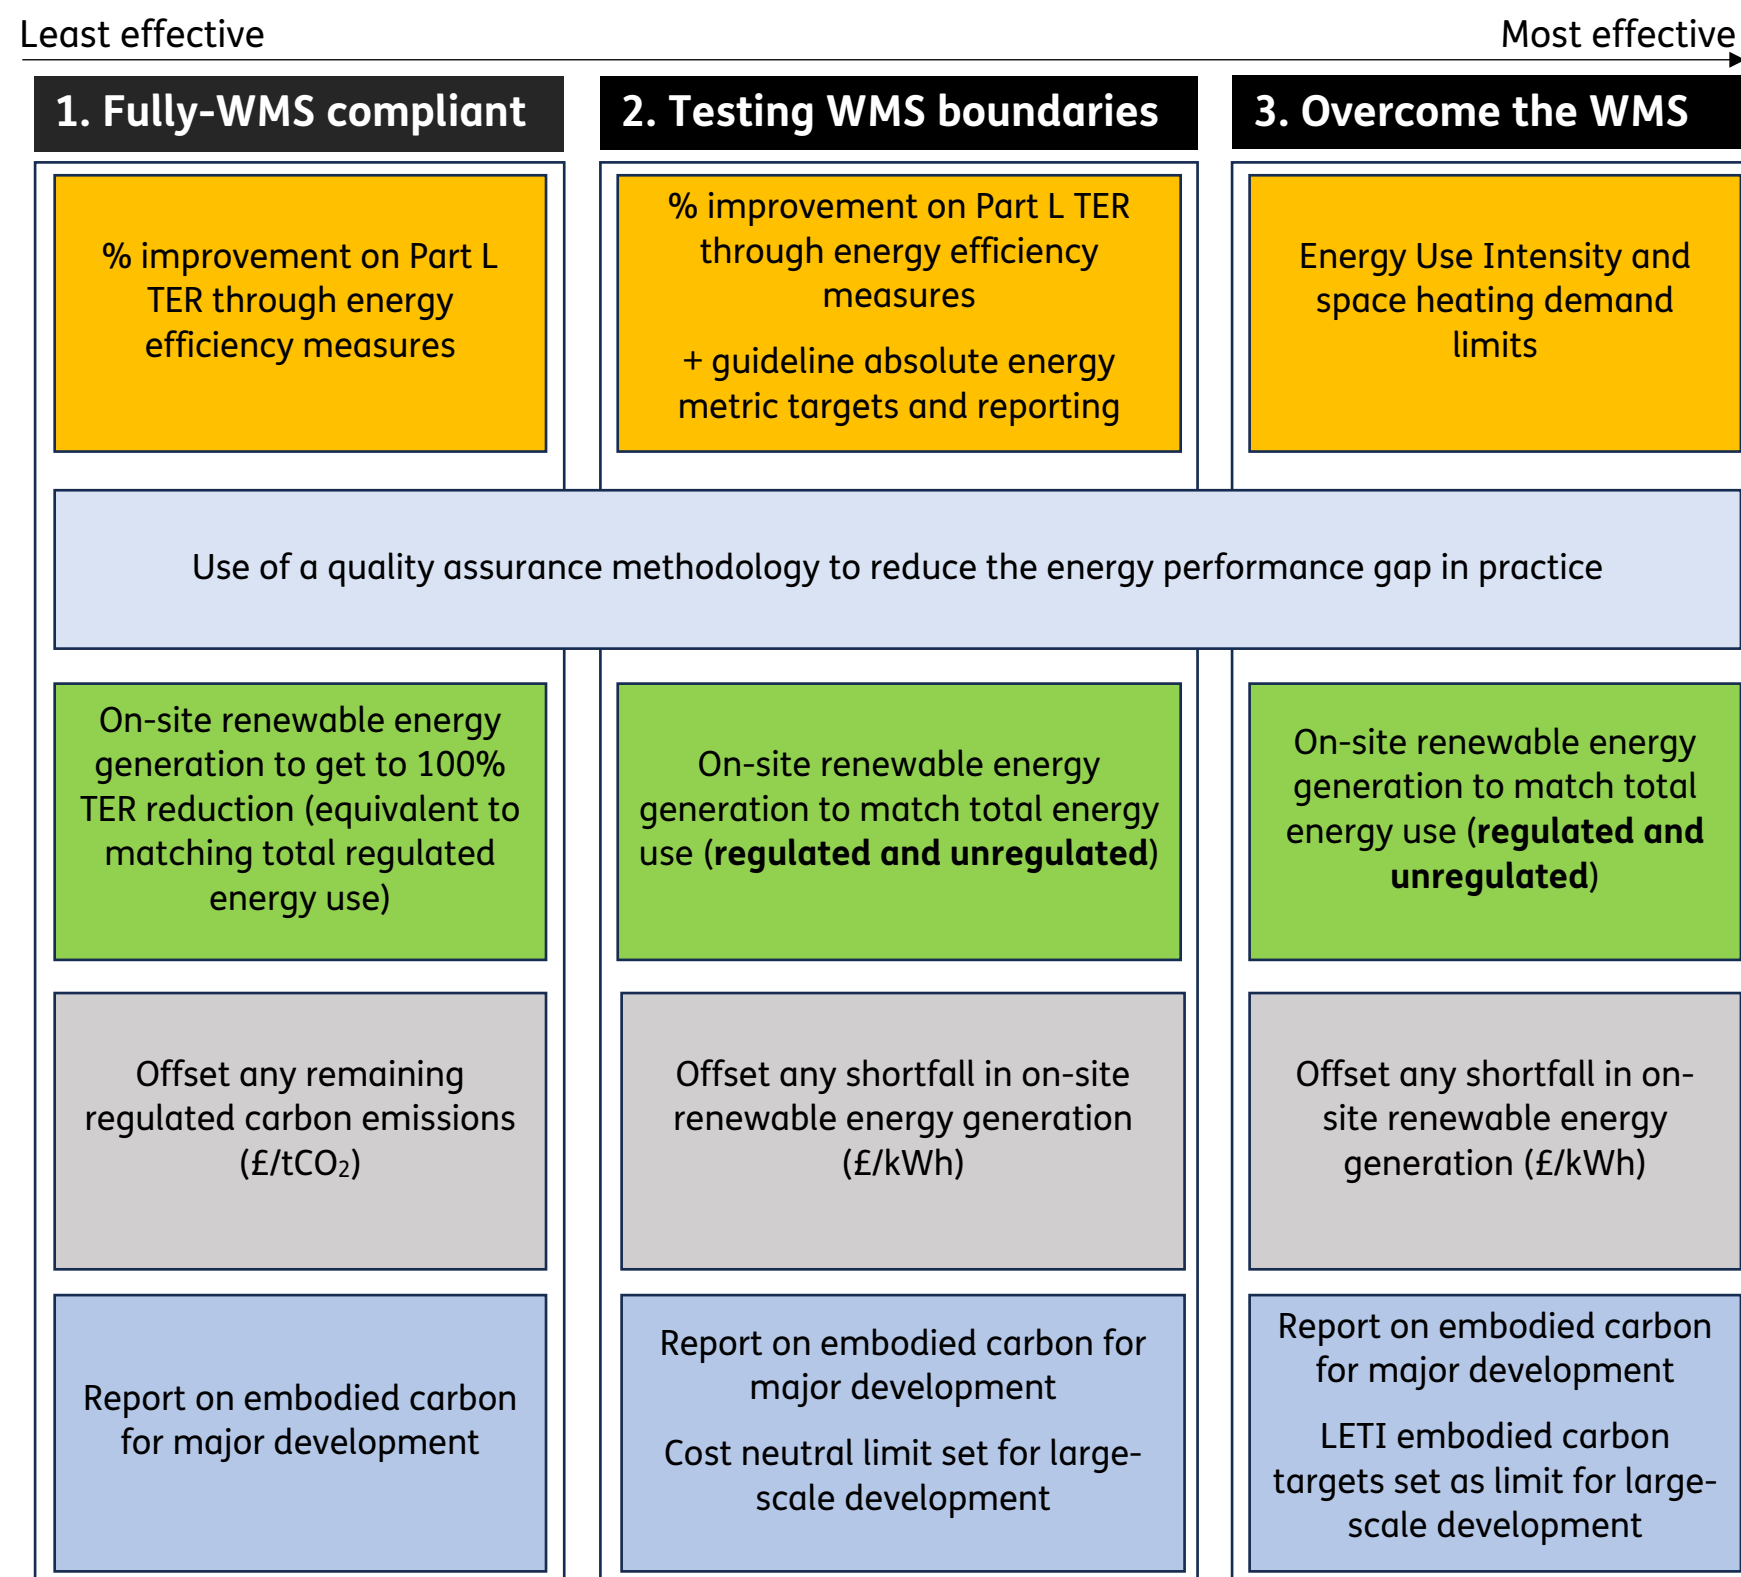 Least effective
Most effective
1. Fully-WMS compliant
2. Testing WMS boundaries
3. Overcome the WMS
% improvement on Part L
TER through energy
efficiency measures
% improvement on Part L TER
through energy efficiency
measures
+ guideline absolute energy
metric targets and reporting
Energy Use Intensity and
space heating demand
limits
Use of a quality assurance methodology to reduce the energy performance gap in practice
On-site renewable energy
generation to get to 100%
TER reduction (equivalent to
matching total regulated
energy use)
On-site renewable energy
generation to match total energy
use (regulated and unregulated)
On-site renewable energy
generation to match total
energy use (regulated and
unregulated)
Offset any remaining
regulated carbon emissions
(£/tCO₂)
Offset any shortfall in on-site
renewable energy generation
(£/kWh)
Offset any shortfall in on-
site renewable energy
generation (£/kWh)
Report on embodied carbon
for major development
Report on embodied carbon for
major development
Cost neutral limit set for large-
scale development
Report on embodied carbon
for major development
LETI embodied carbon
targets set as limit for large-
scale development